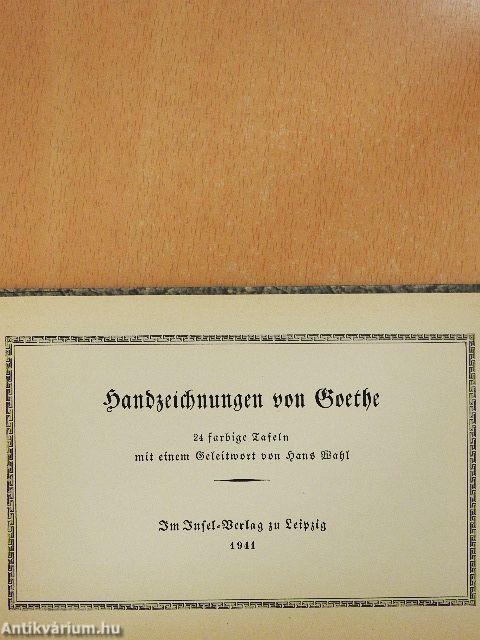 Handzeichnungen von Goethe
24 farbige Tafeln
mit einem Geleitwort von Hans Wahl
Im Insel-Verlag zu Leipzig
1941
Antikvárium.hu